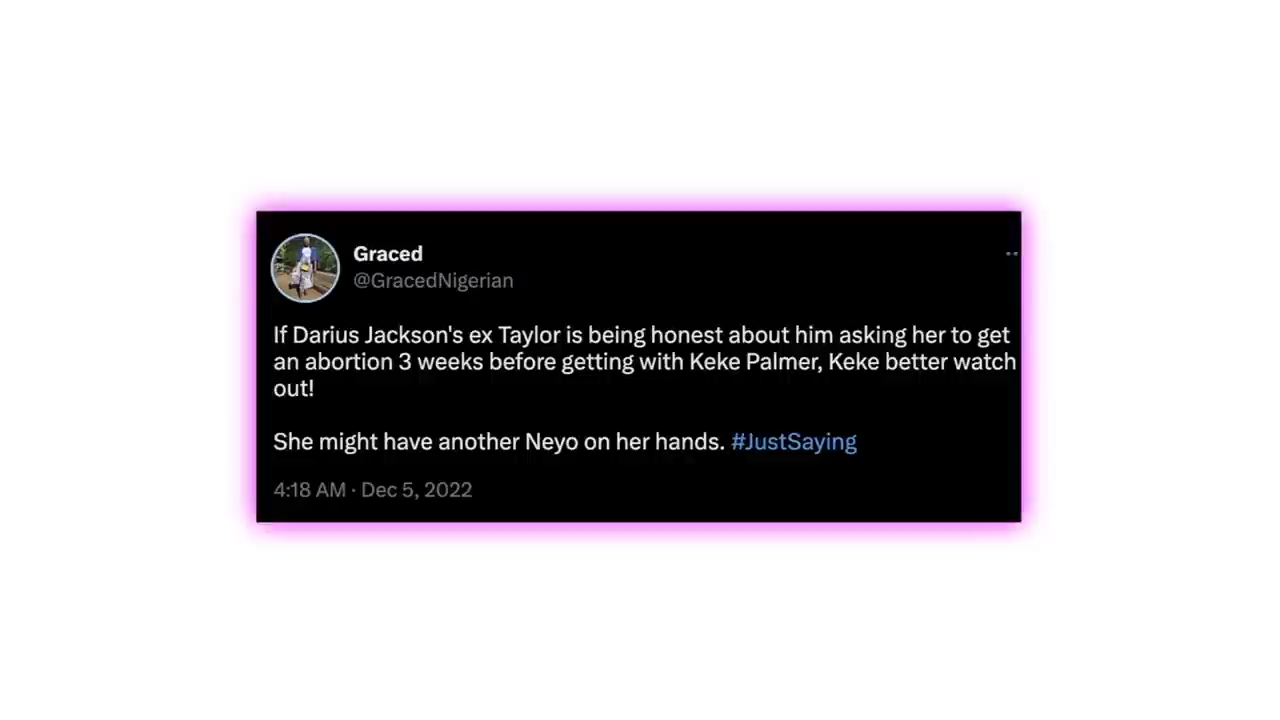 Graced
@GracedNigerian
If Darius Jackson's ex Taylor is being honest about him asking her to get
an abortion 3 weeks before getting with Keke Palmer, Keke better watch
out!
She might have another Neyo on her hands. #JustSaying
4:18 AM · Dec 5, 2022